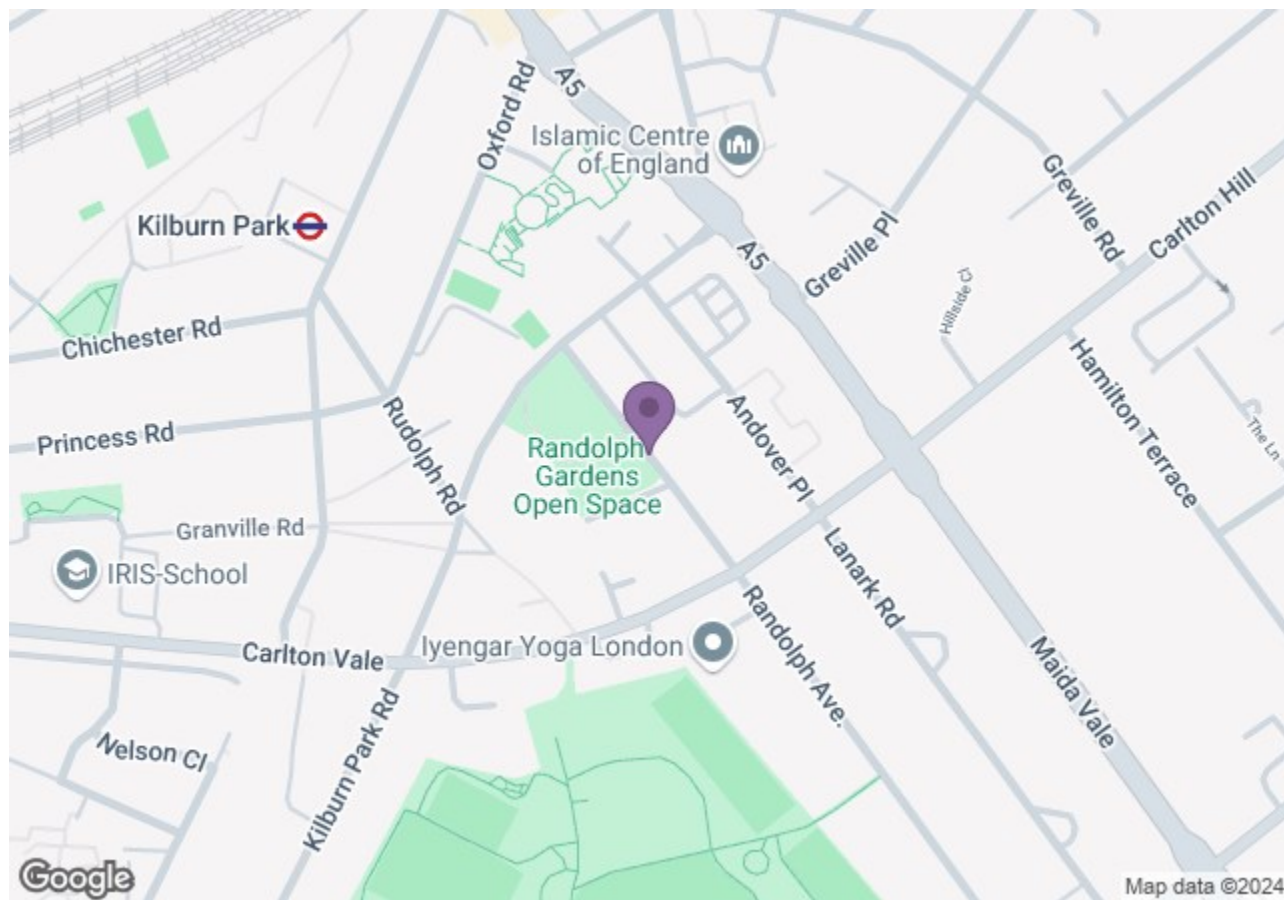 A5
Oxford Rd
Islamic Centre
of England
Greville Rd
Carlton Hill
Kilburn Park
A5
Greville Pl
Hillside Cl
Chichester Rd
Hamilton Terrace
Princess Rd
Rudolph Rd
Andover Pl
The Ln
Randolph
Gardens
Open Space
Granville Rd
Lanark Rd
IRIS-School
Randolph Ave.
Iyengar Yoga London
Carlton Vale
Maida Vale
Kilburn Park Rd
Nelson Cl
Google
Map data ©2024